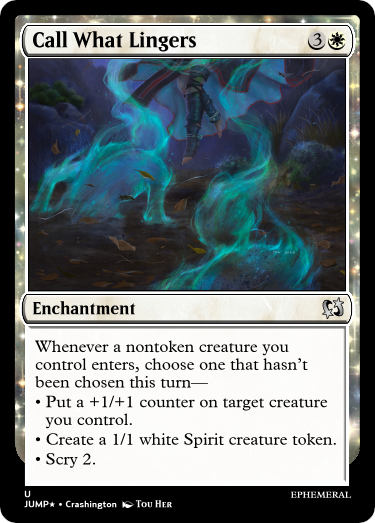 Call What Lingers 3
Enchantment
Whenever a nontoken creature you
control enters, choose one that hasn't
been chosen this turn—
• Put a +1/+1 counter on target creature
you control.
• Create a 1/1 white Spirit creature token.
• Scry 2.
U
EPHEMERAL
JUMP★ • Crashington Tou Her